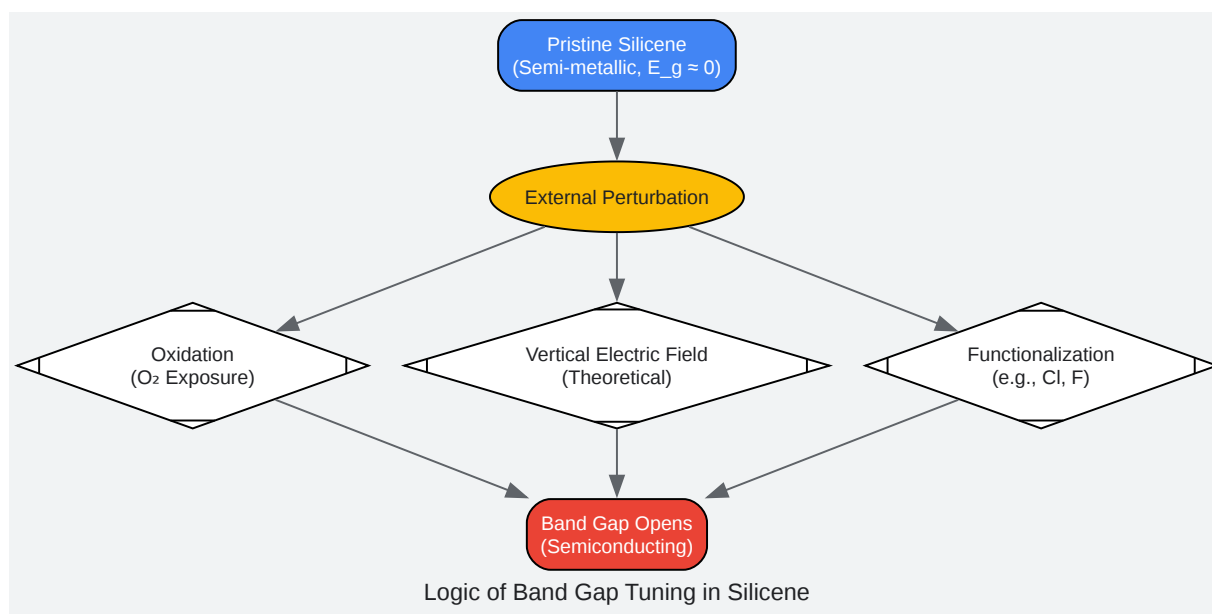 Pristine Silicene
(Semi-metallic, E_g ≈ 0)
External Perturbation
Oxidation
(O₂ Exposure)
Vertical Electric Field
(Theoretical)
Functionalization
(e.g., Cl, F)
Band Gap Opens
(Semiconducting)
Logic of Band Gap Tuning in Silicene